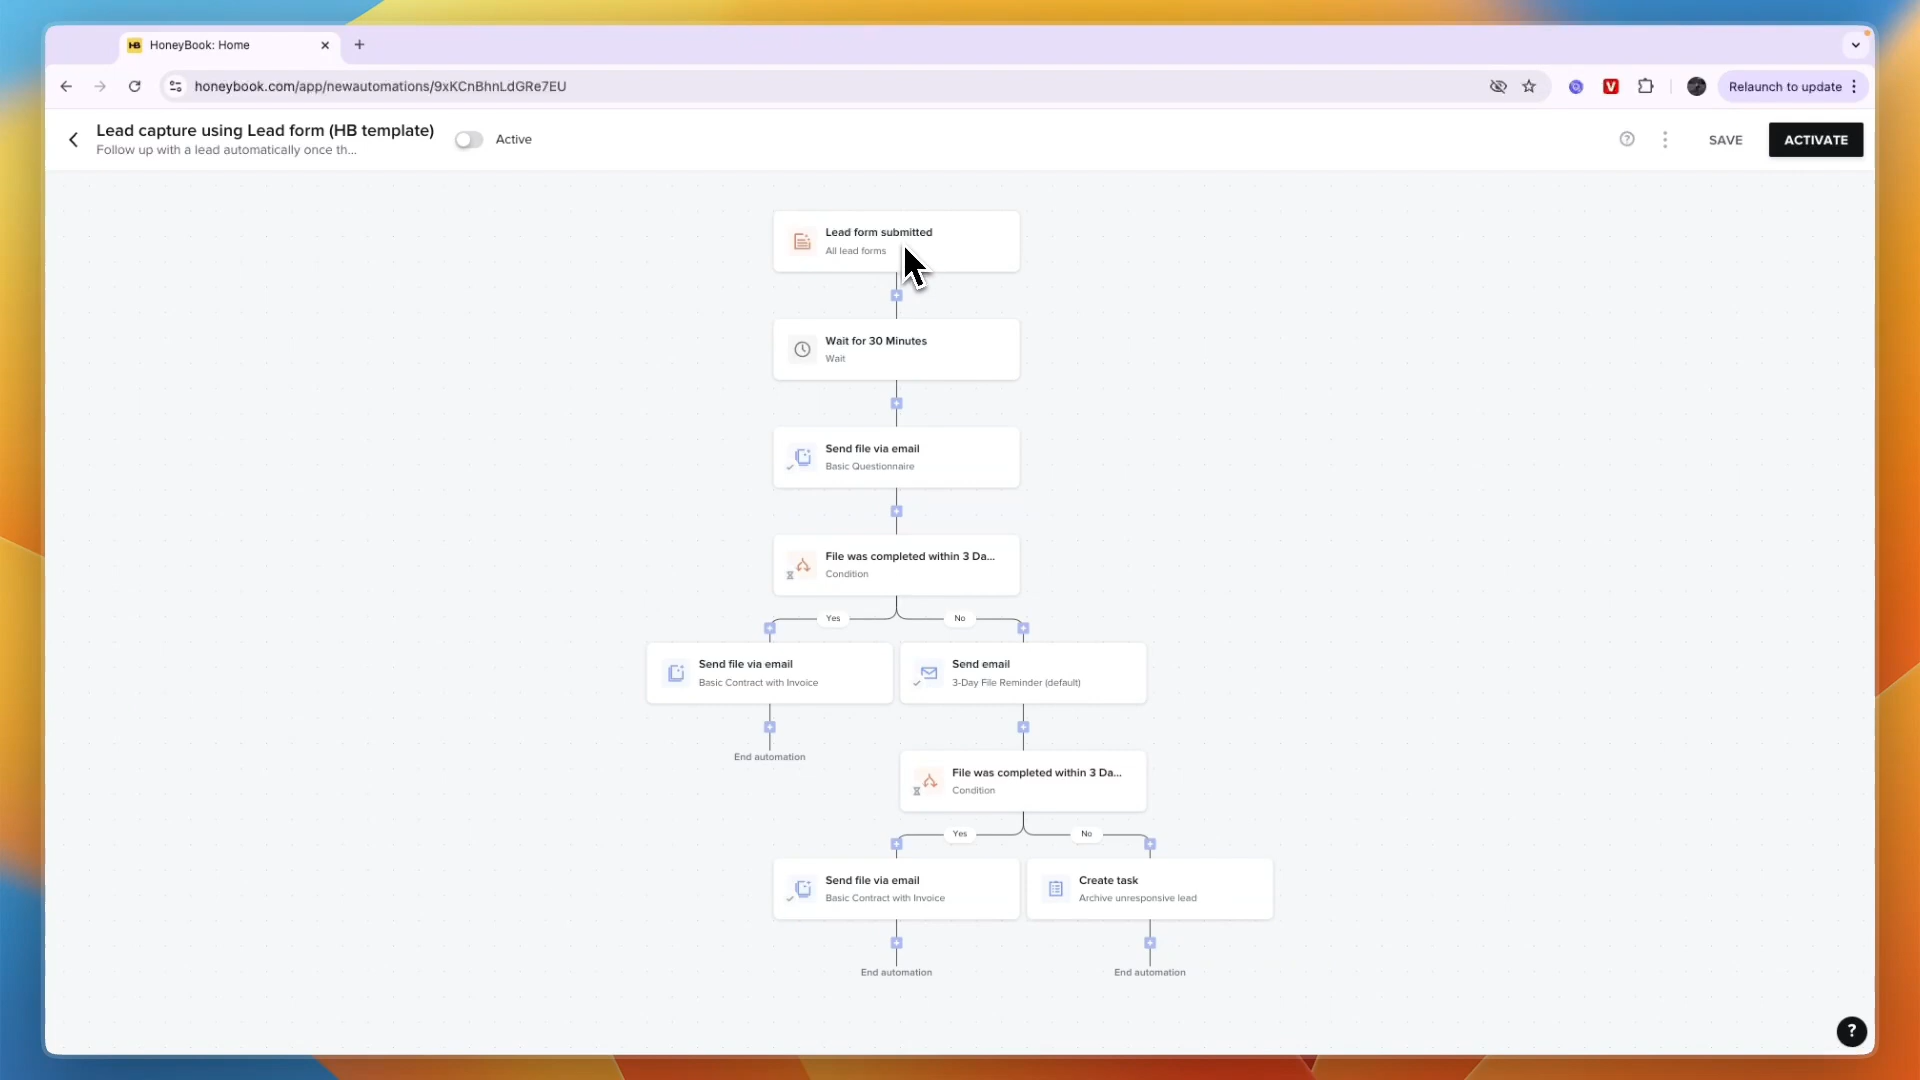 HB HoneyBook: Home
honeybook.com/app/newautomations/9xKCnBhnLdGRe7EU
V
Relaunch to update
Lead capture using Lead form (HB template)
Follow up with a lead automatically once th...
Active
?
SAVE
ACTIVATE
Lead form submitted
All lead forms
Wait for 30 Minutes
Wait
Send file via email
Basic Questionnaire
File was completed within 3 Da...
Condition
Yes
No
Send file via email
Basic Contract with Invoice
Send email
3-Day File Reminder (default)
End automation
File was completed within 3 Da...
Condition
Yes
No
Send file via email
Basic Contract with Invoice
Create task
Archive unresponsive lead
End automation
End automation
?